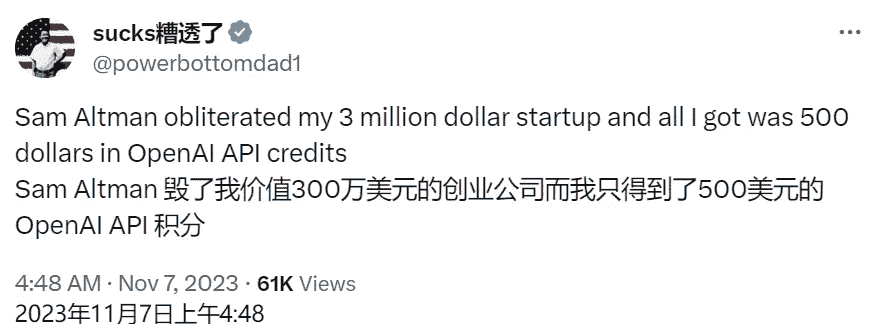 sucks糟透了
@powerbottomdad1
Sam Altman obliterated my 3 million dollar startup and all I got was 500
dollars in OpenAI API credits
Sam Altman 毁了我价值300万美元的创业公司而我只得到了500美元的
OpenAI API 积分
4:48 AM · Nov 7, 2023 · 61K Views
2023年11月7日上午4:48